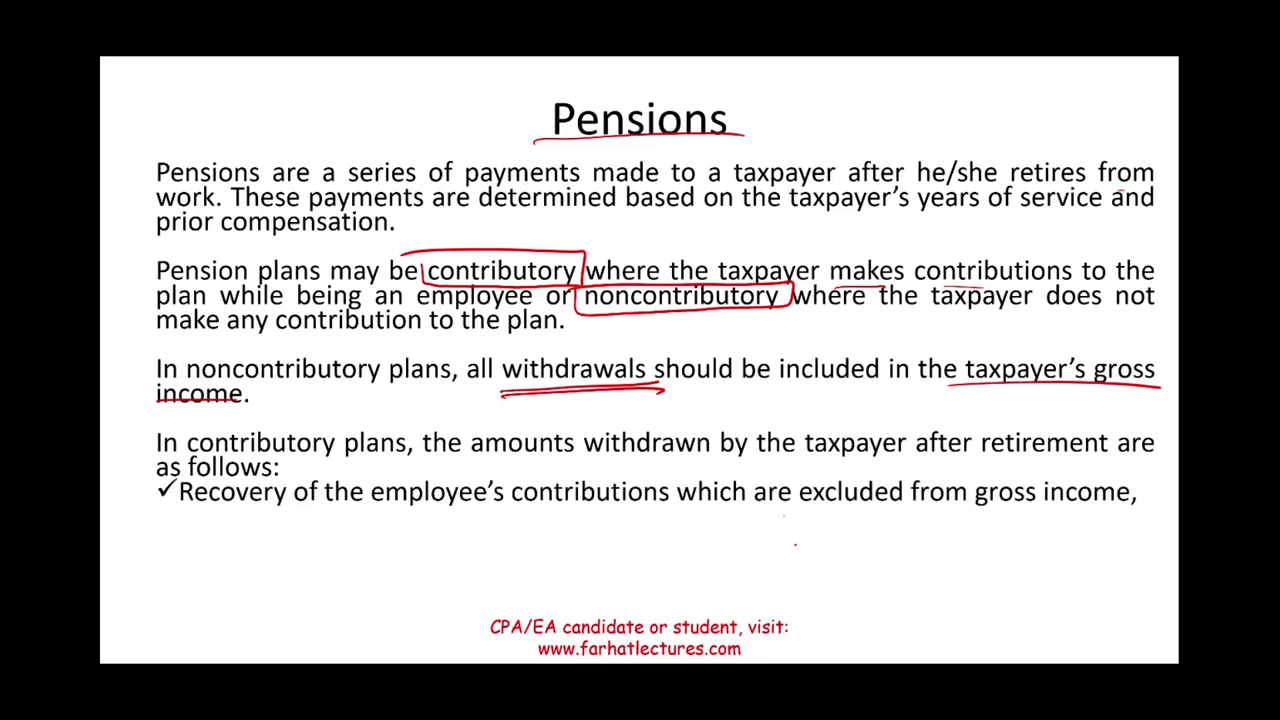 Pensions
Pensions are a series of payments made to a taxpayer after he/she retires from
work. These payments are determined based on the taxpayer's years of service and
prior compensation.
Pension plans may be contributory where the taxpayer makes contributions to the
plan while being an employee or noncontributory where the taxpayer does not
make any contribution to the plan.
In noncontributory plans, all withdrawals should be included in the taxpayer's gross
income.
In contributory plans, the amounts withdrawn by the taxpayer after retirement are
as follows:
✓Recovery of the employee's contributions which are excluded from gross income,
CPA/EA candidate or student, visit:
www.farhatlectures.com